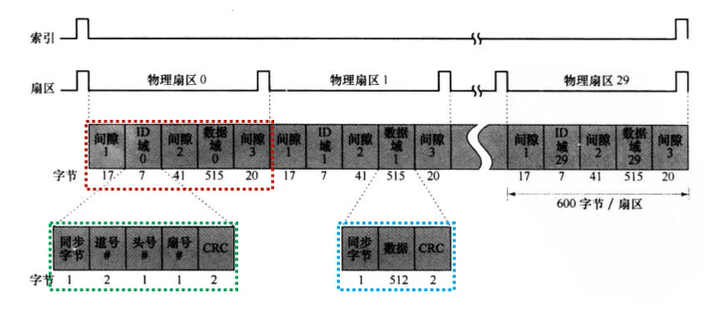 索引
扇区 物理扇区 0 物理扇区 1 物理扇区 29
间隙 1 ID 域 0 间隙 2 数据域 0 间隙 3 间隙 1 ID 域 1 间隙 2 数据域 1 间隙 3 间隙 1 ID 域 29 间隙 2 数据域 29 间隙 3
字节 17 7 41 515 20 17 7 41 515 20 17 7 41 515 20
600 字节 / 扇区
同步字节 道号 # 头号 # 扇号 # CRC 同步字节 数据 CRC
字节 1 2 1 1 2 1 512 2